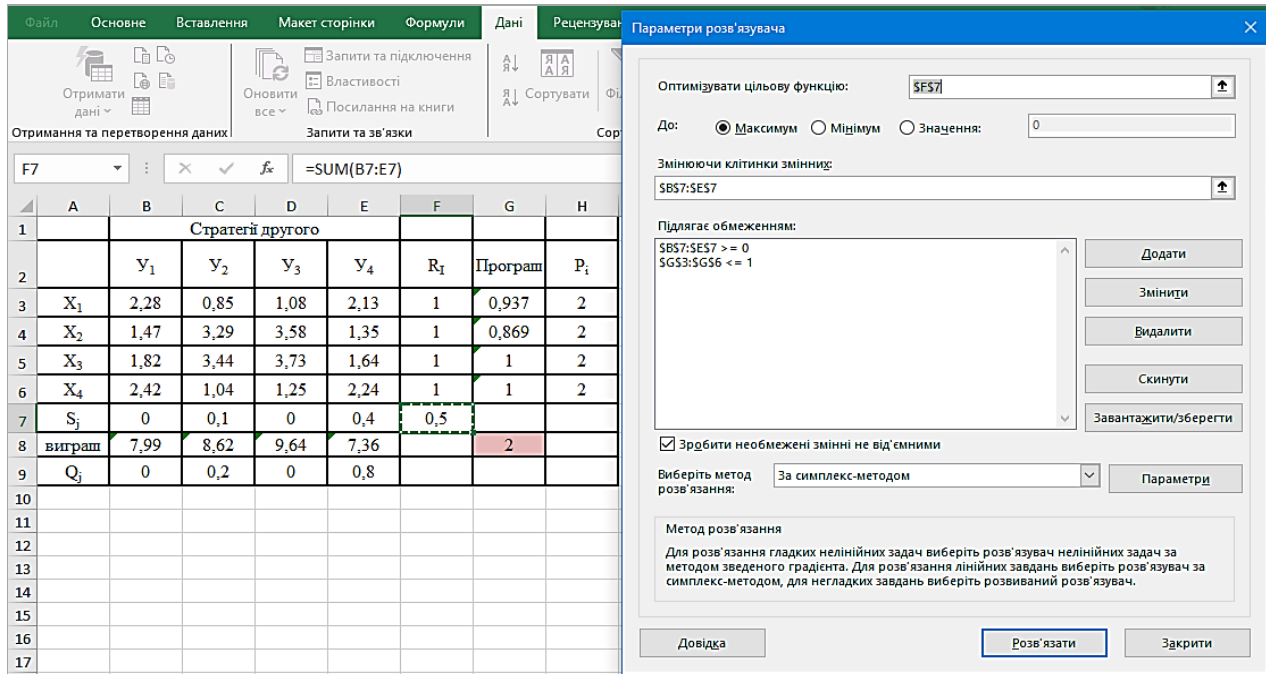 Файл Основне Вставлення Макет сторінки Формули Дані Рецензуван
Отримати дані
Оновити все
Запити та підключення
Властивості
Посилання на книги
Сортувати
Отримання та перетворення даних Запити та зв'язки
F7 fx =SUM(B7:E7)
A B C D E F G H
1 Стратегії другого
2 У1 У2 У3 У4 RI Програш Pi
3 X1 2,28 0,85 1,08 2,13 1 0,937 2
4 X2 1,47 3,29 3,58 1,35 1 0,869 2
5 X3 1,82 3,44 3,73 1,64 1 1 2
6 X4 2,42 1,04 1,25 2,24 1 1 2
7 Sj 0 0,1 0 0,4 0,5
8 виграш 7,99 8,62 9,64 7,36 2
9 Qj 0 0,2 0 0,8
10
11
12
13
14
15
16
17
Параметри розв'язувача
Оптимізувати цільову функцію: $F$7
До: Максимум Мінімум Значення: 0
Змінюючи клітинки змінних:
$B$7:$E$7
Підлягає обмеженням:
$B$7:$E$7 >= 0
$G$3:$G$6 <= 1
Додати
Змінити
Видалити
Скинути
Завантажити/зберегти
Зробити необмежені змінні не від'ємними
Виберіть метод розв'язання: За симплекс-методом Параметри
Метод розв'язання
Для розв'язання гладких нелінійних задач виберіть розв'язувач нелінійних задач за
методом зведеного градієнта. Для розв'язання лінійних завдань виберіть розв'язувач за
симплекс-методом, для негладких завдань виберіть розвиваний розв'язувач.
Довідка Розв'язати Закрити